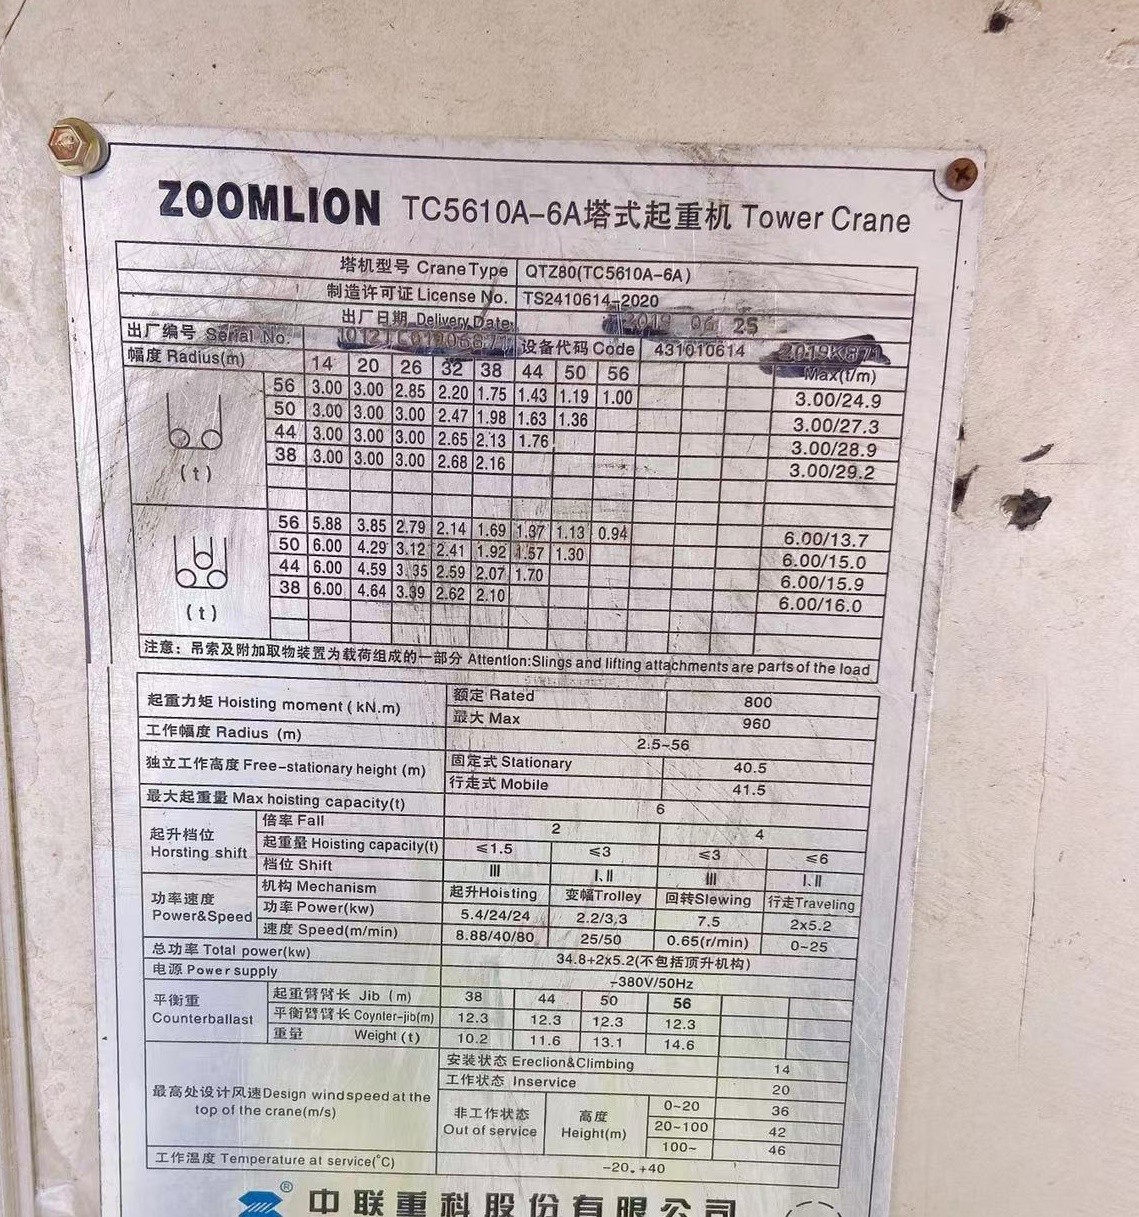 ZOOMLION TC5610A-6A塔式起重机 Tower Crane
塔机型号 Crane Type QTZ80(TC5610A-6A)
制造许可证 License No. TS2410614-2020
出厂日期 Delivery Date 2019 06 25
出厂编号 Serial No. 设备代码 Code 431010614 2019K871
幅度 Radius(m) 14 20 26 32 38 44 50 56 Max(t/m)
56 3.00 3.00 2.85 2.20 1.75 1.43 1.19 1.00 3.00/24.9
50 3.00 3.00 3.00 2.47 1.98 1.63 1.36 3.00/27.3
44 3.00 3.00 3.00 2.65 2.13 1.76 3.00/28.9
38 3.00 3.00 3.00 2.68 2.16 3.00/29.2
(t)
56 5.88 3.85 2.79 2.14 1.69 1.37 1.13 0.94 6.00/13.7
50 6.00 4.29 3.12 2.41 1.92 1.57 1.30 6.00/15.0
44 6.00 4.59 3.35 2.59 2.07 1.70 6.00/15.9
38 6.00 4.64 3.39 2.62 2.10 6.00/16.0
(t)
注意：吊索及附加取物装置为载荷组成的一部分 Attention:Slings and lifting attachments are parts of the load
起重力矩 Hoisting moment (kN.m) 额定 Rated 800
最大 Max 960
工作幅度 Radius (m) 2.5~56
独立工作高度 Free-stationary height (m) 固定式 Stationary 40.5
行走式 Mobile 41.5
最大起重量 Max hoisting capacity(t) 6
起升档位 Horsting shift 倍率 Fall 2 4
起重量 Hoisting capacity(t) ≤1.5 ≤3 ≤3 ≤6
档位 Shift Ⅲ Ⅰ、Ⅱ Ⅲ Ⅰ、Ⅱ
功率速度 Power&Speed 机构 Mechanism 起升Hoisting 变幅Trolley 回转Slewing 行走Traveling
功率 Power(kw) 5.4/24/24 2.2/3.3 7.5 2x5.2
速度 Speed(m/min) 8.88/40/80 25/50 0.65(r/min) 0~25
总功率 Total power(kw) 34.8+2x5.2(不包括顶升机构)
电源 Power supply ~380V/50Hz
平衡重 Counterballast 起重臂臂长 Jib (m) 38 44 50 56
平衡臂臂长 Coynter-jib(m) 12.3 12.3 12.3 12.3
重量 Weight(t) 10.2 11.6 13.1 14.6
最高处设计风速Design wind speed at the top of the crane(m/s) 安装状态 Ereclion&Climbing 14
工作状态 Inservice 20
非工作状态 Out of service 高度 Height(m) 0~20 36
20~100 42
100~ 46
工作温度 Temperature at service(℃) -20~+40
® 中联重科股份有限公司